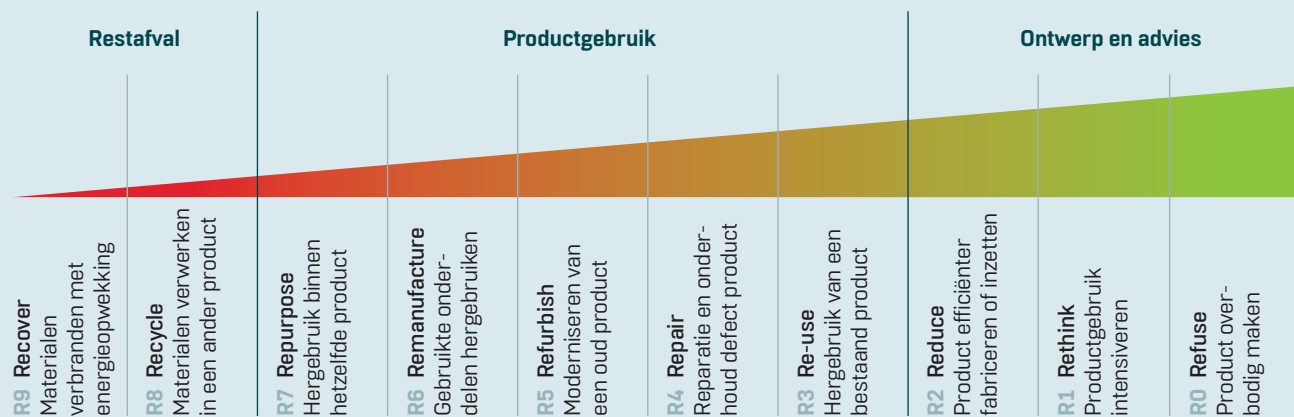 Restafval
Productgebruik
Ontwerp en advies
R9 Recover
Materialen
verbranden met
energieopwekking
R8 Recycle
Materialen verwerken
in een ander product
R7 Repurpose
Hergebruik binnen
hetzelfde product
R6 Remanufacture
Gebruikte onder-
delen hergebruiken
R5 Refurbish
Moderniseren van
een oud product
R4 Repair
Reparatie en onder-
houd defect product
R3 Re-use
Hergebruik van een
bestaand product
R2 Reduce
Product efficiënter
fabriceren of inzetten
R1 Rethink
Productgebruik
intensiveren
R0 Refuse
Product over-
bodig maken